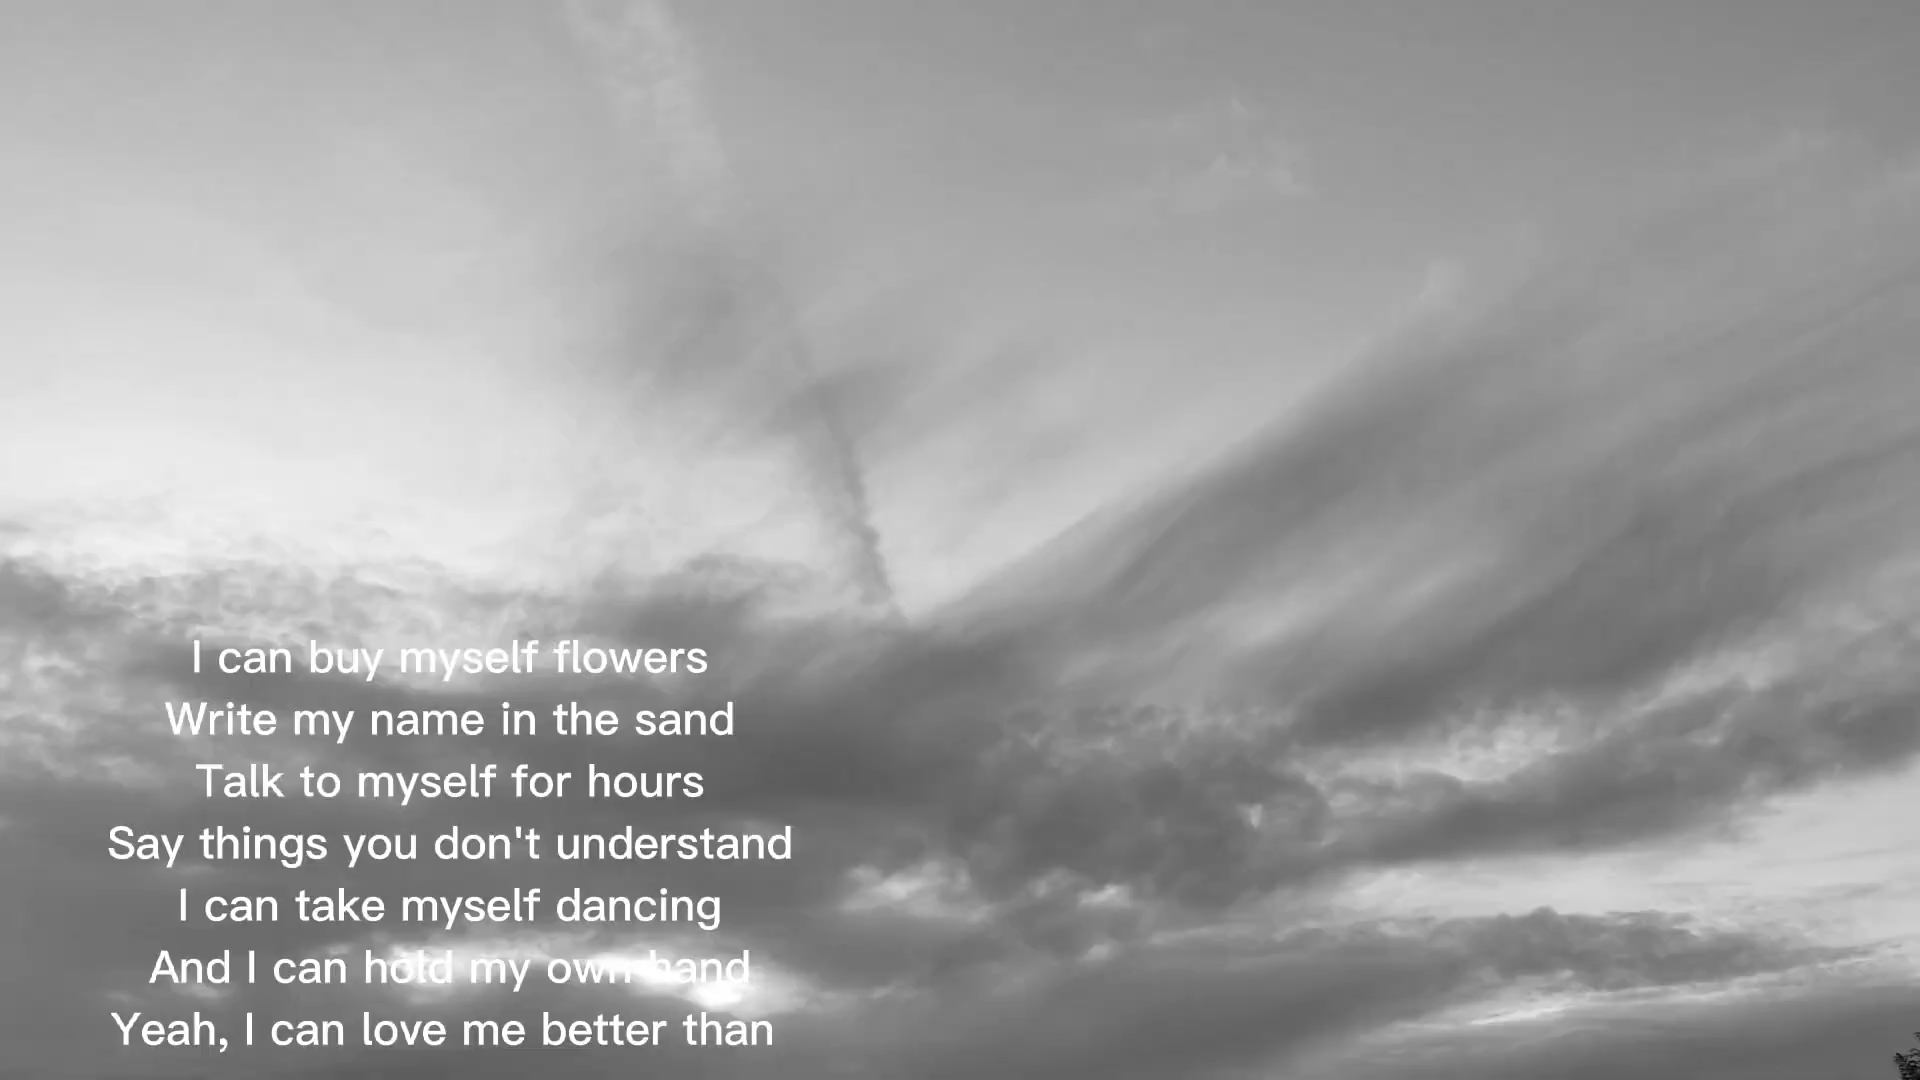 I can buy myself flowers
Write my name in the sand
Talk to myself for hours
Say things you don't understand
I can take myself dancing
And I can hold my own hand
Yeah, I can love me better than